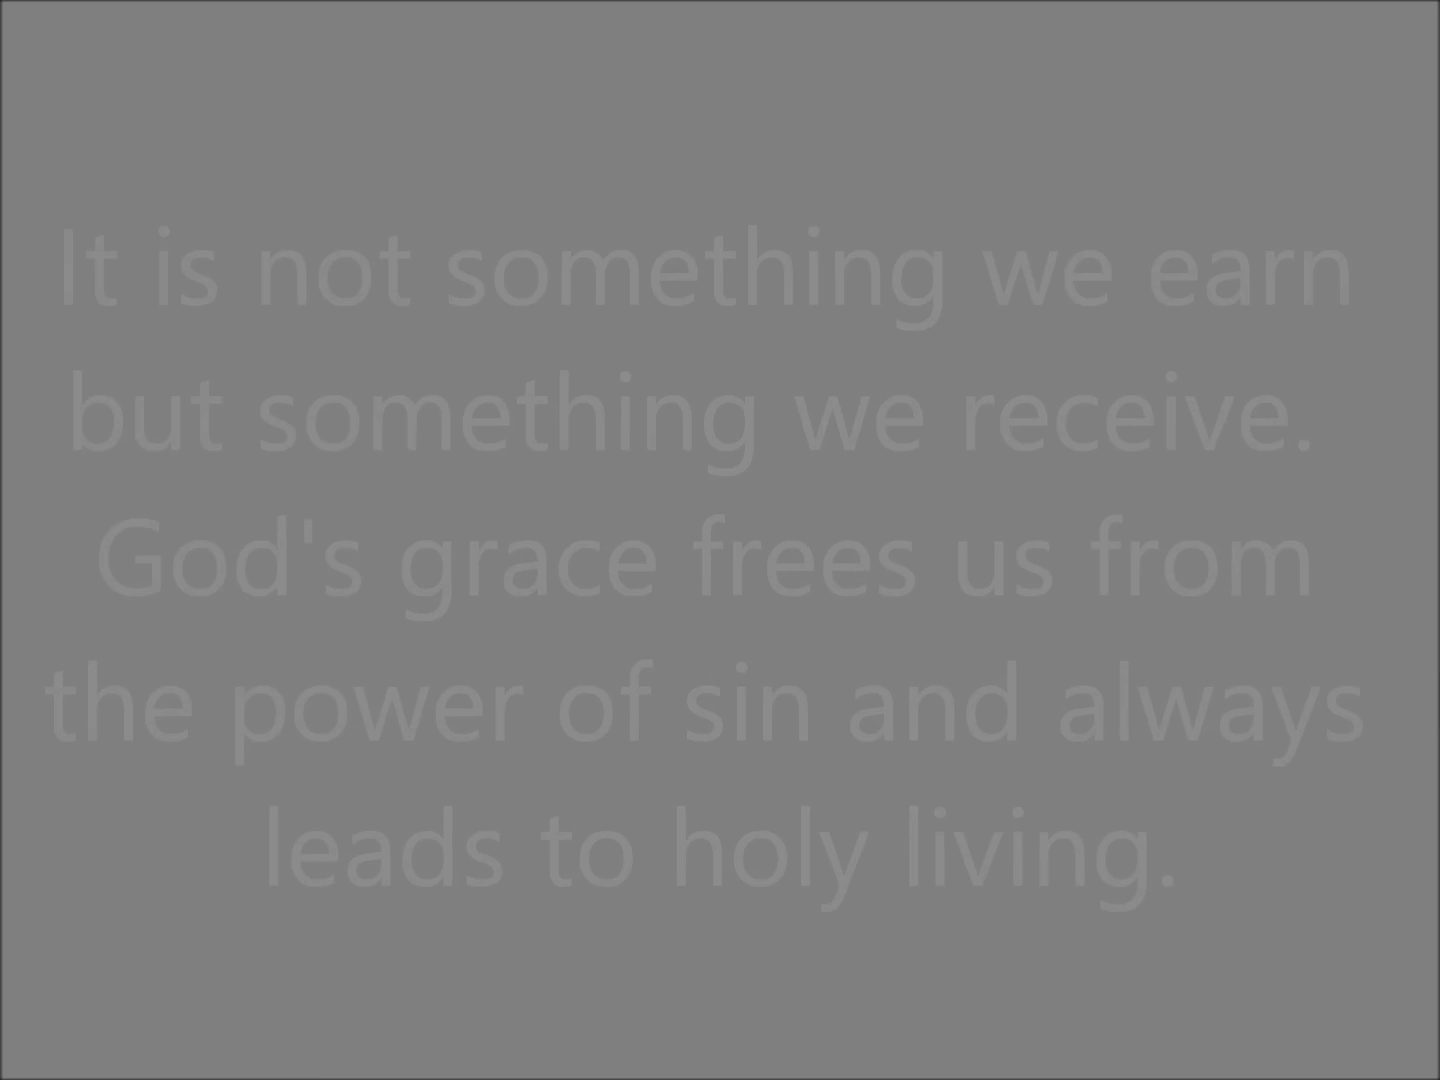 It is not something we earn
but something we receive.
God's grace frees us from
the power of sin and always
leads to holy living.